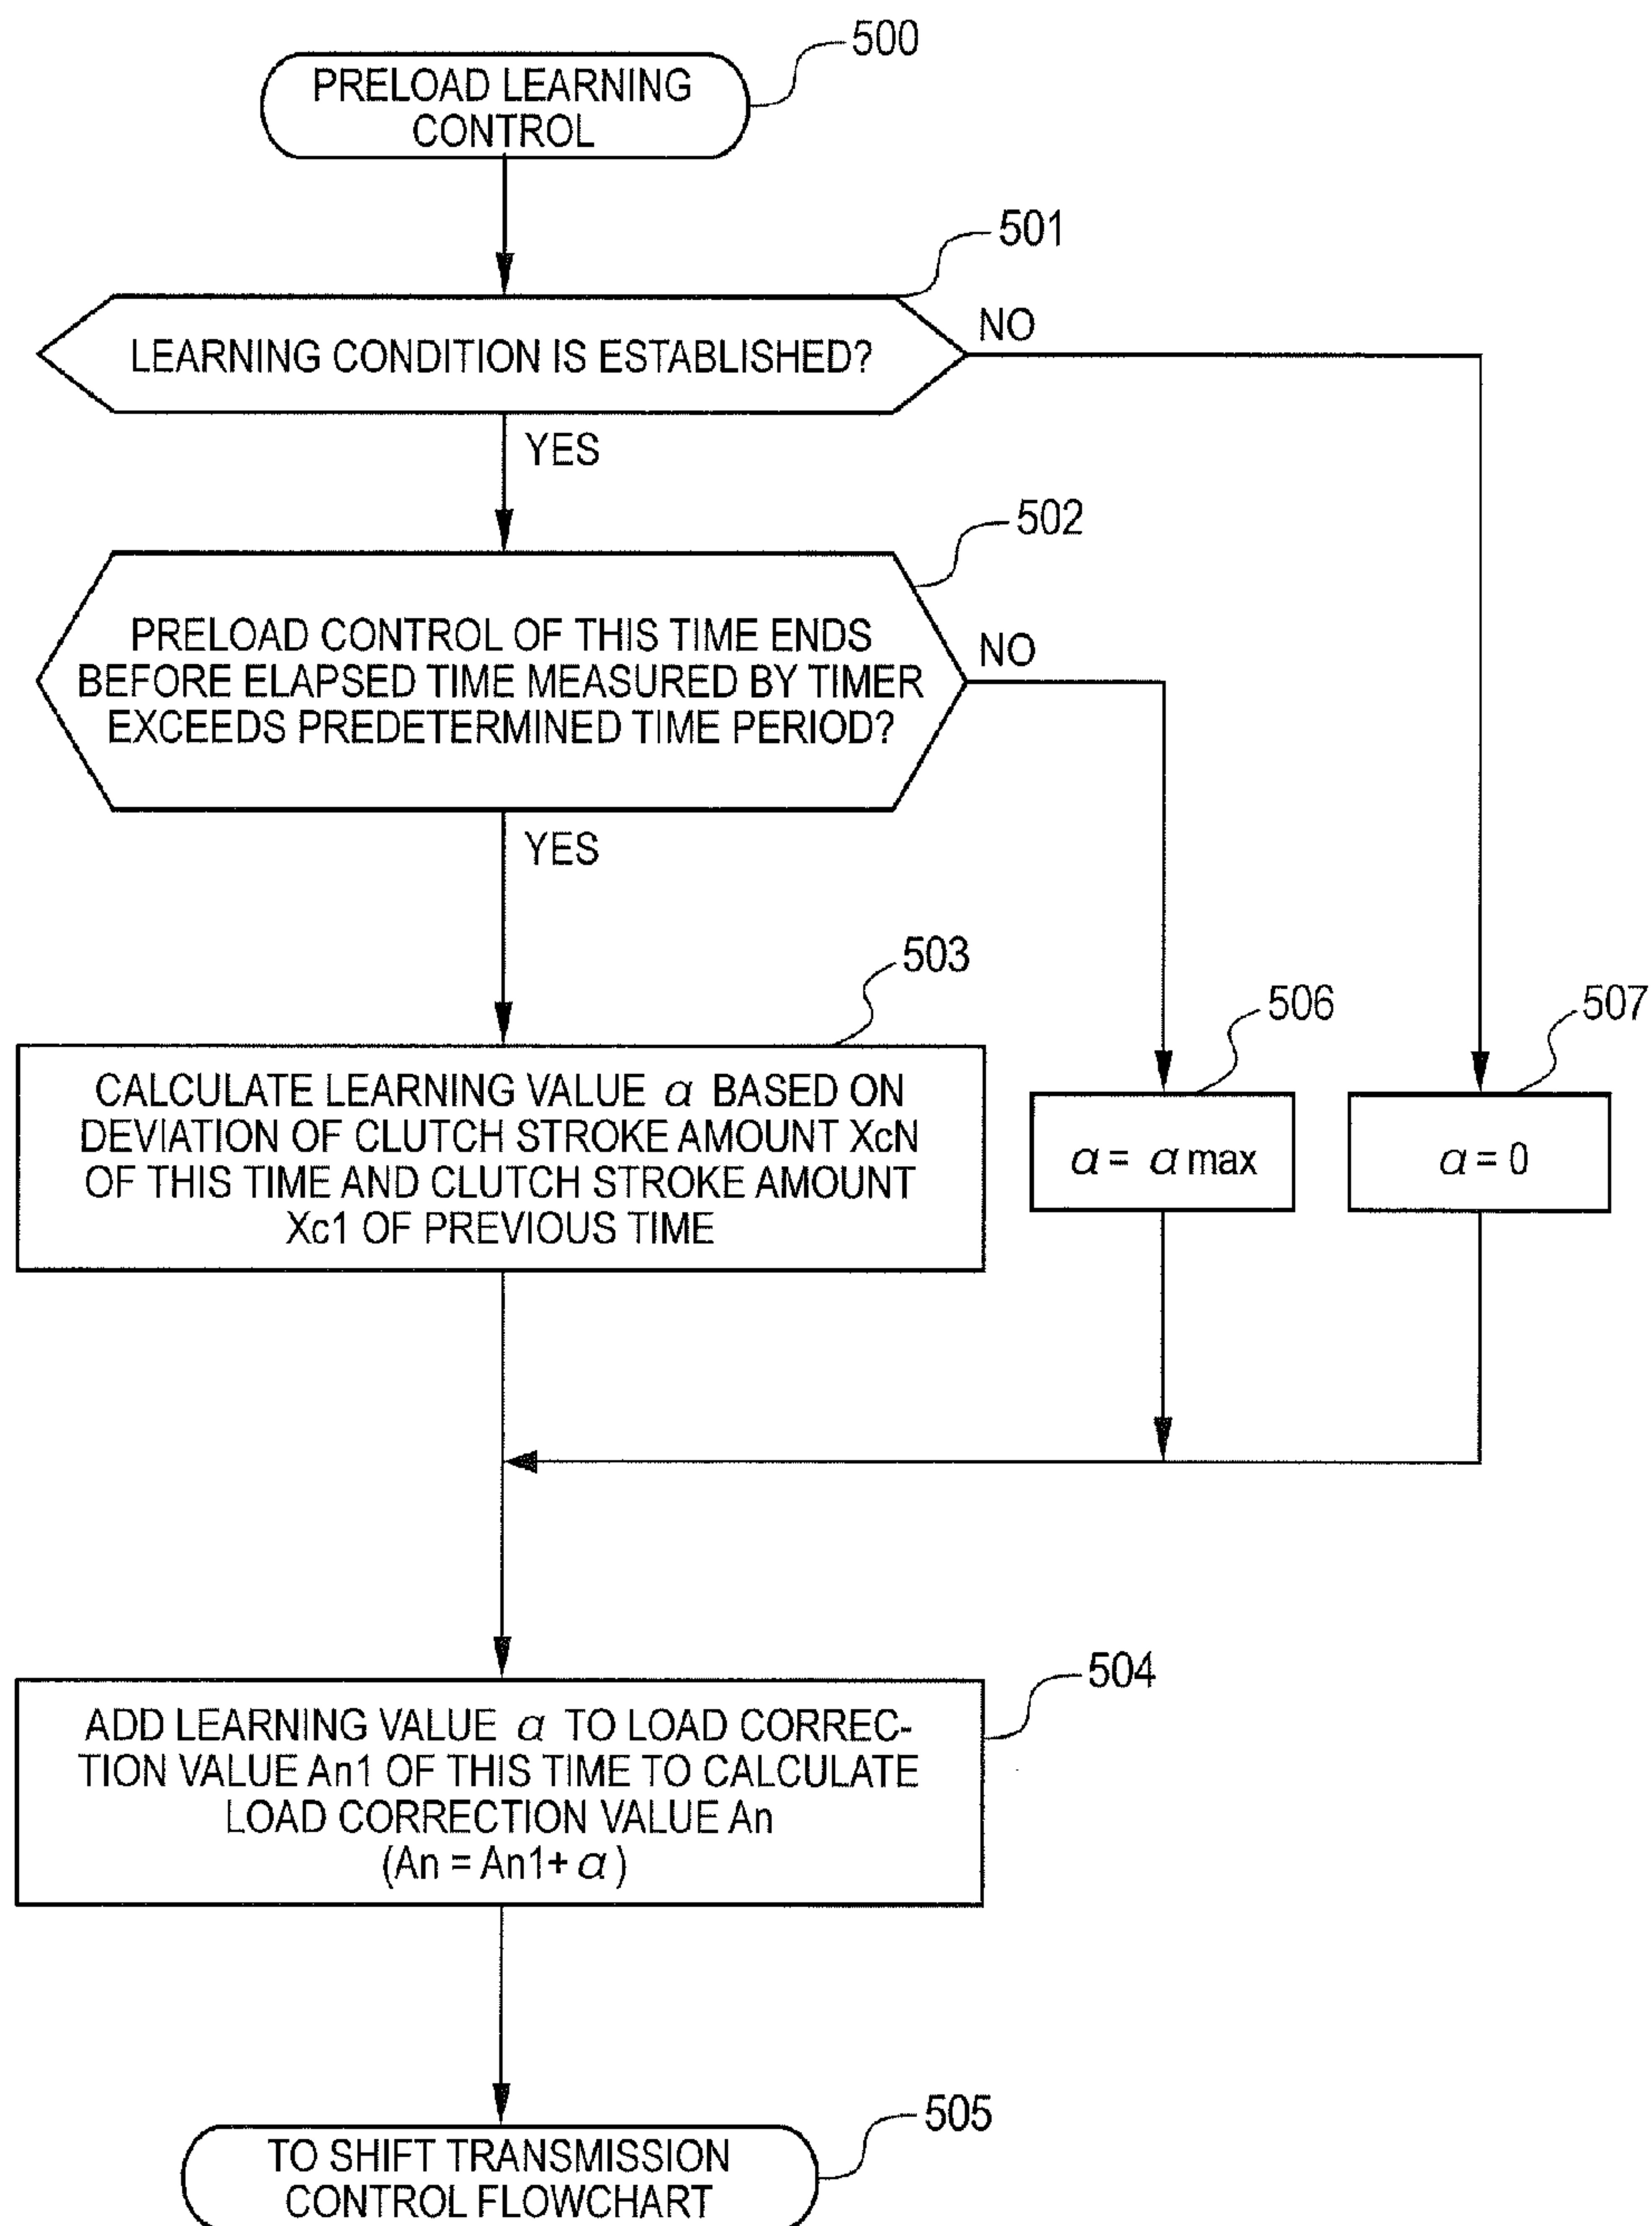 500
PRELOAD LEARNING
CONTROL
501
LEARNING CONDITION IS ESTABLISHED?
NO
YES
502
PRELOAD CONTROL OF THIS TIME ENDS
BEFORE ELAPSED TIME MEASURED BY TIMER
EXCEEDS PREDETERMINED TIME PERIOD?
NO
YES
503
CALCULATE LEARNING VALUE α BASED ON
DEVIATION OF CLUTCH STROKE AMOUNT XcN
OF THIS TIME AND CLUTCH STROKE AMOUNT
Xc1 OF PREVIOUS TIME
506
α = α max
507
α = 0
504
ADD LEARNING VALUE α TO LOAD CORREC-
TION VALUE An1 OF THIS TIME TO CALCULATE
LOAD CORRECTION VALUE An
(An = An1+ α)
505
TO SHIFT TRANSMISSION
CONTROL FLOWCHART